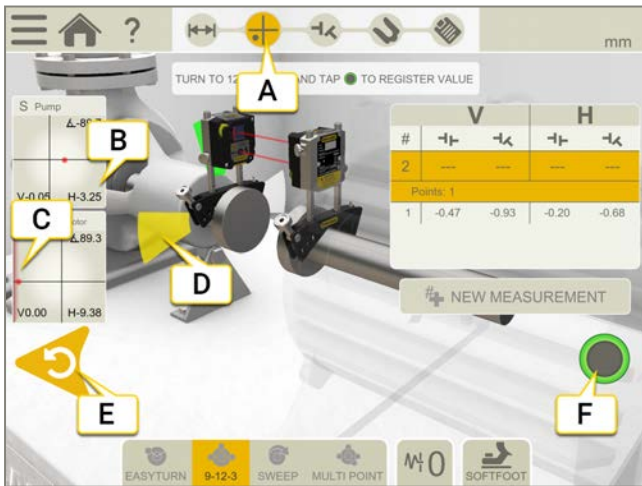 ?
mm
TURN TO 12 AND TAP TO REGISTER VALUE
A
S Pump
B
V-0.05 H-3.25
C
89.3
V0.00 H-9.38
D
V H
#
2 --- --- --- ---
Points: 1
1 -0.47 -0.93 -0.20 -0.68
NEW MEASUREMENT
E
F
EASYTURN 9-12-3 SWEEP MULTI POINT 0 SOFTFOOT